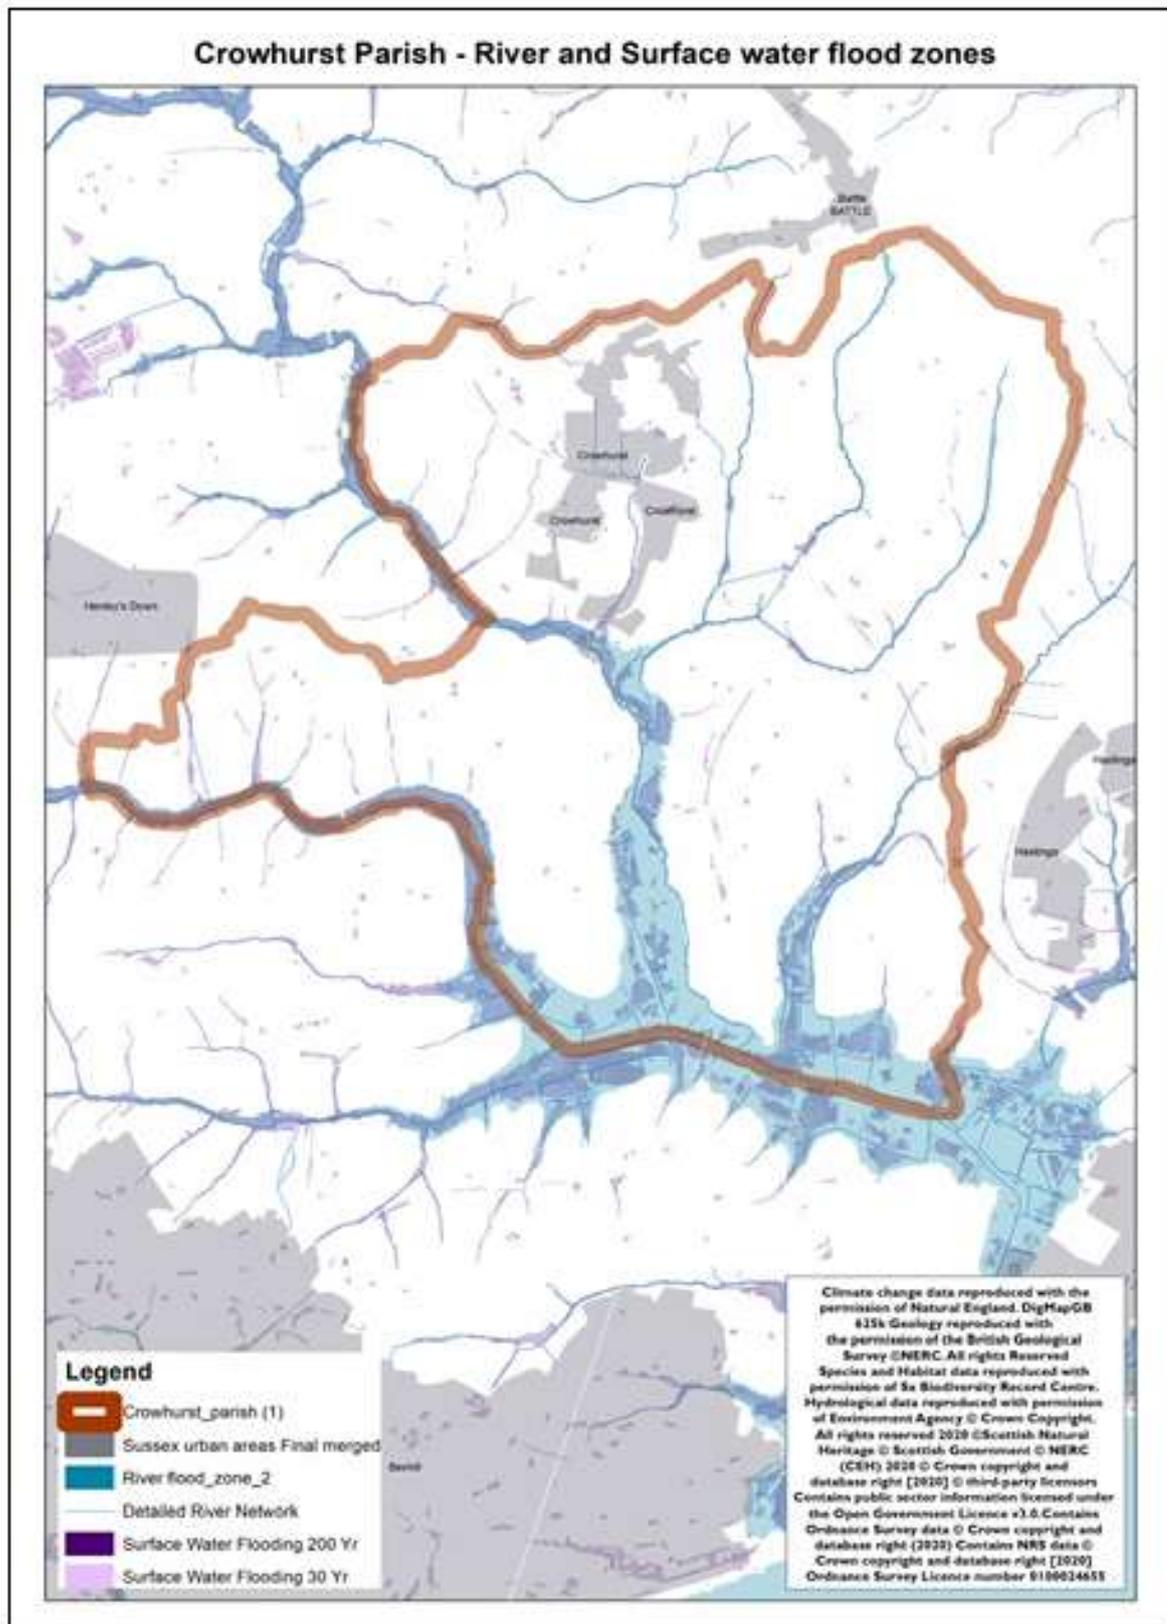 Crowhurst Parish - River and Surface water flood zones
Battle
BATTLE
Crowhurst
Crowhurst
Crowhurst
Henley's Down
Hastings
Hastings
Bexhill
Legend
Crowhurst_parish (1)
Sussex urban areas Final merged
River flood_zone_2
Detailed River Network
Surface Water Flooding 200 Yr
Surface Water Flooding 30 Yr
Climate change data reproduced with the
permission of Natural England. DigMapGB
625k Geology reproduced with
the permission of the British Geological
Survey ©NERC. All rights Reserved
Species and Habitat data reproduced with
permission of Sx Biodiversity Record Centre.
Hydrological data reproduced with permission
of Environment Agency © Crown Copyright.
All rights reserved 2020 ©Scottish Natural
Heritage © Scottish Government © NERC
(CEH) 2020 © Crown copyright and
database right [2020] © third-party licensors
Contains public sector information licensed under
the Open Government Licence v3.0.Contains
Ordnance Survey data © Crown copyright and
database right (2020) Contains NRS data ©
Crown copyright and database right [2020]
Ordnance Survey Licence number 0100024655